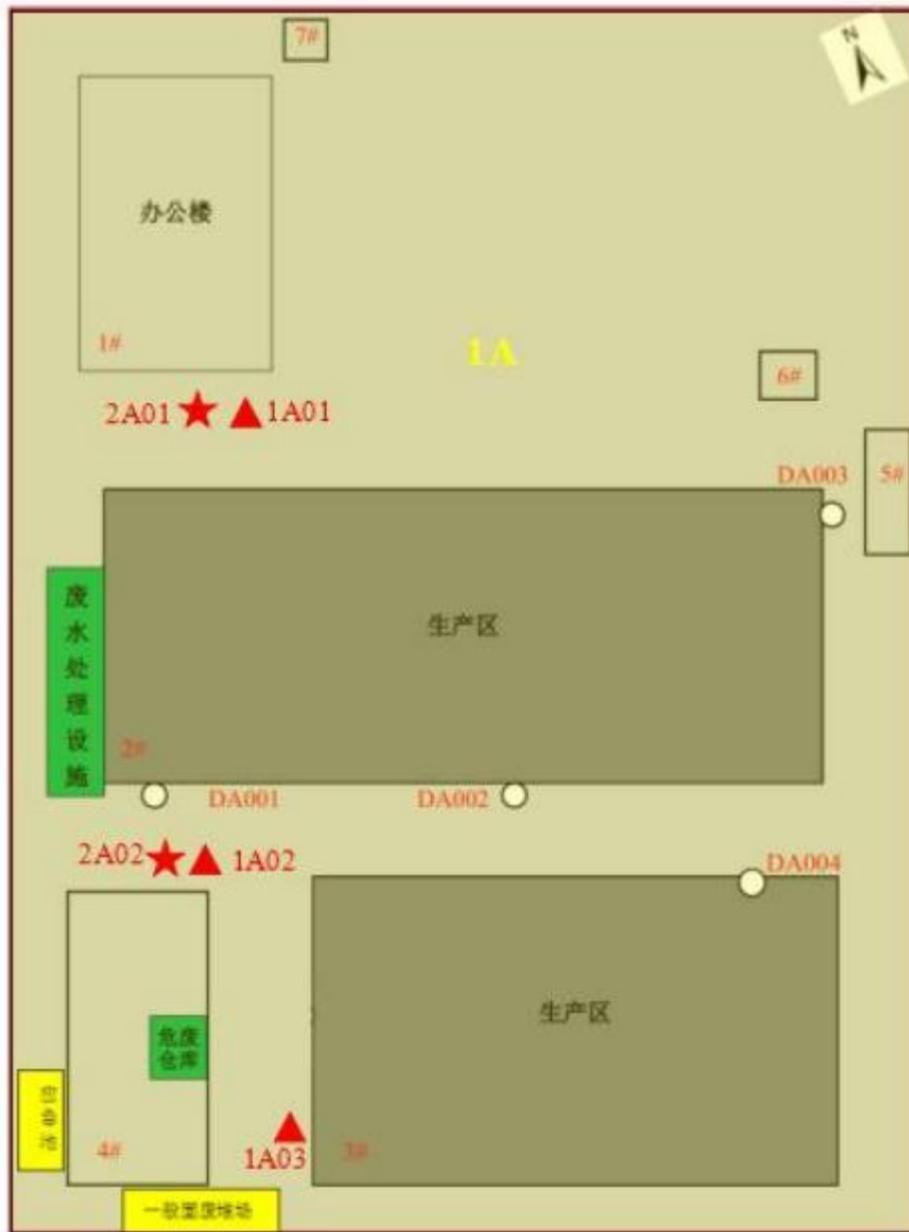 7#
N
办公楼
1#
1A
6#
2A01
1A01
DA003
5#
废水处理设施
生产区
2#
DA001
DA002
2A02
1A02
DA004
危废
仓库
生产区
4#
1A03
3#
一般固废堆场